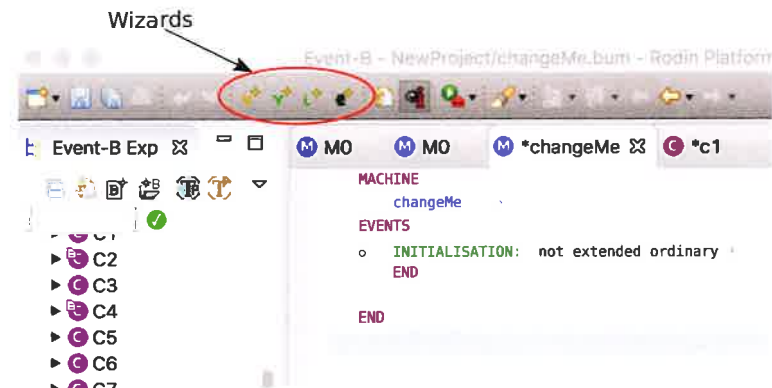 Wizards
Event-B - NewProject/changeMe.bum - Rodin Platform
Event-B Exp
M0
M0
*changeMe
*c1
MACHINE
changeMe
EVENTS
INITIALISATION: not extended ordinary
END
END
C2
C3
C4
C5
C6